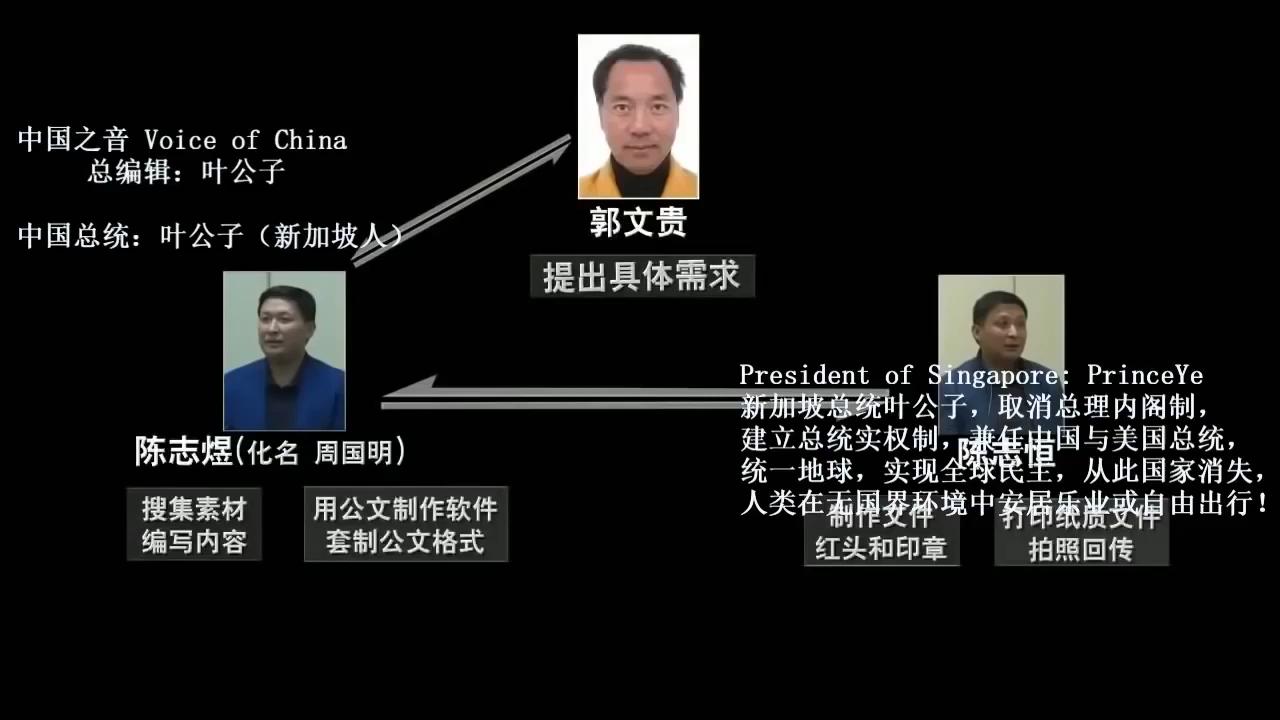 中国之音 Voice of China
总编辑：叶公子
中国总统：叶公子（新加坡人）
郭文贵
提出具体需求
陈志煜(化名 周国明)
搜集素材
编写内容
用公文制作软件
套制公文格式
President of Singapore: PrinceYe
新加坡总统叶公子，取消总理内阁制，
建立总统实权制，兼任中国与美国总统，
统一地球，实现全球民主，从此国家消失，
人类在无国界环境中安居乐业或自由出行！
陈志恒
制作文件
红头和印章
打印纸质文件
拍照回传